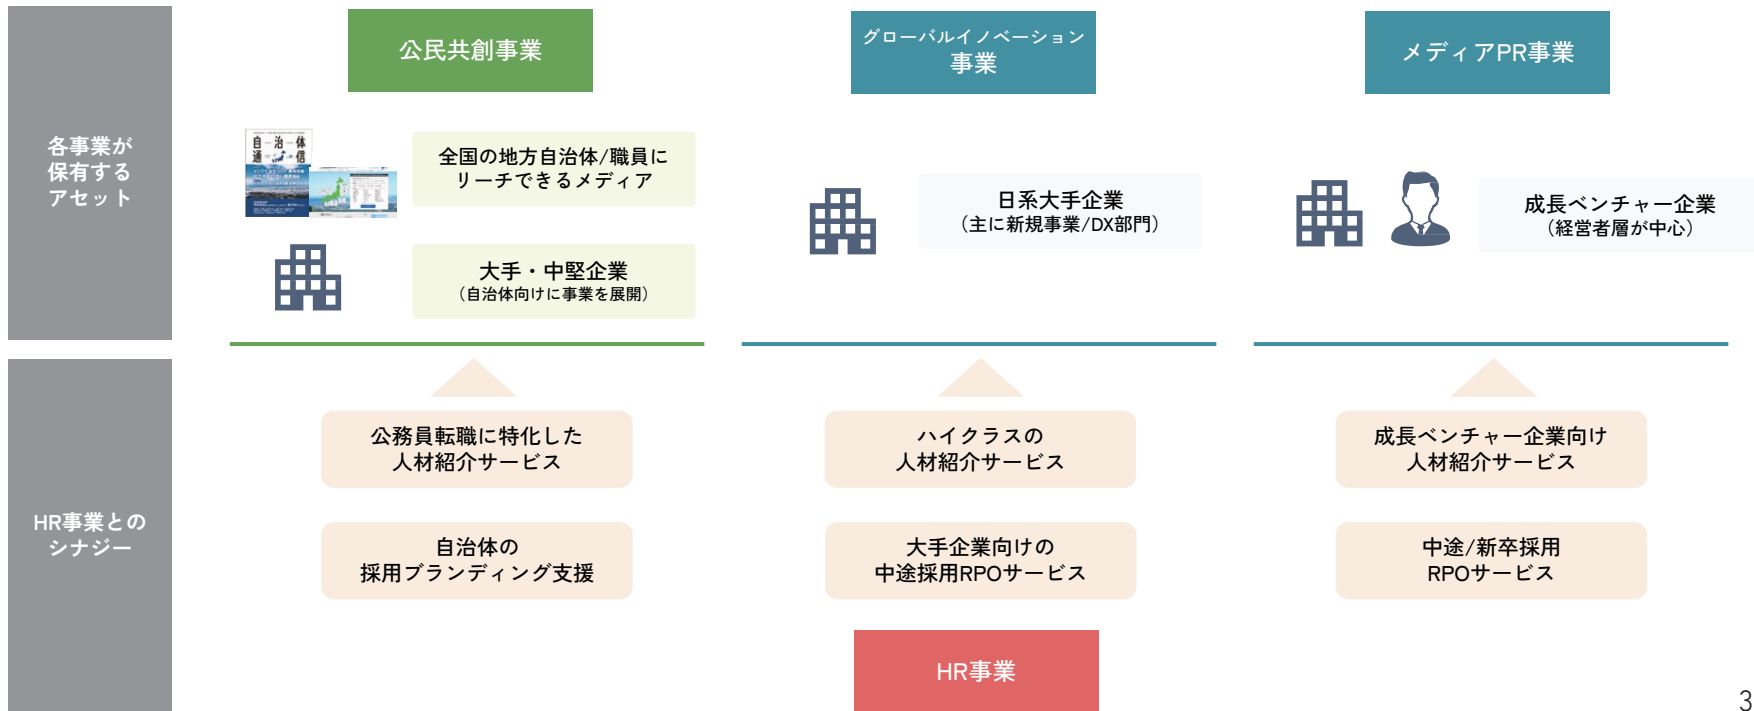 公民共創事業
グローバルイノベーション
事業
メディアPR事業
各事業が
保有する
アセット
自治体
通信
全国の地方自治体/職員に
リーチできるメディア
大手・中堅企業
（自治体向けに事業を展開）
日系大手企業
（主に新規事業/DX部門）
成長ベンチャー企業
（経営者層が中心）
HR事業との
シナジー
公務員転職に特化した
人材紹介サービス
ハイクラスの
人材紹介サービス
成長ベンチャー企業向け
人材紹介サービス
自治体の
採用ブランディング支援
大手企業向けの
中途採用RPOサービス
中途/新卒採用
RPOサービス
HR事業
3